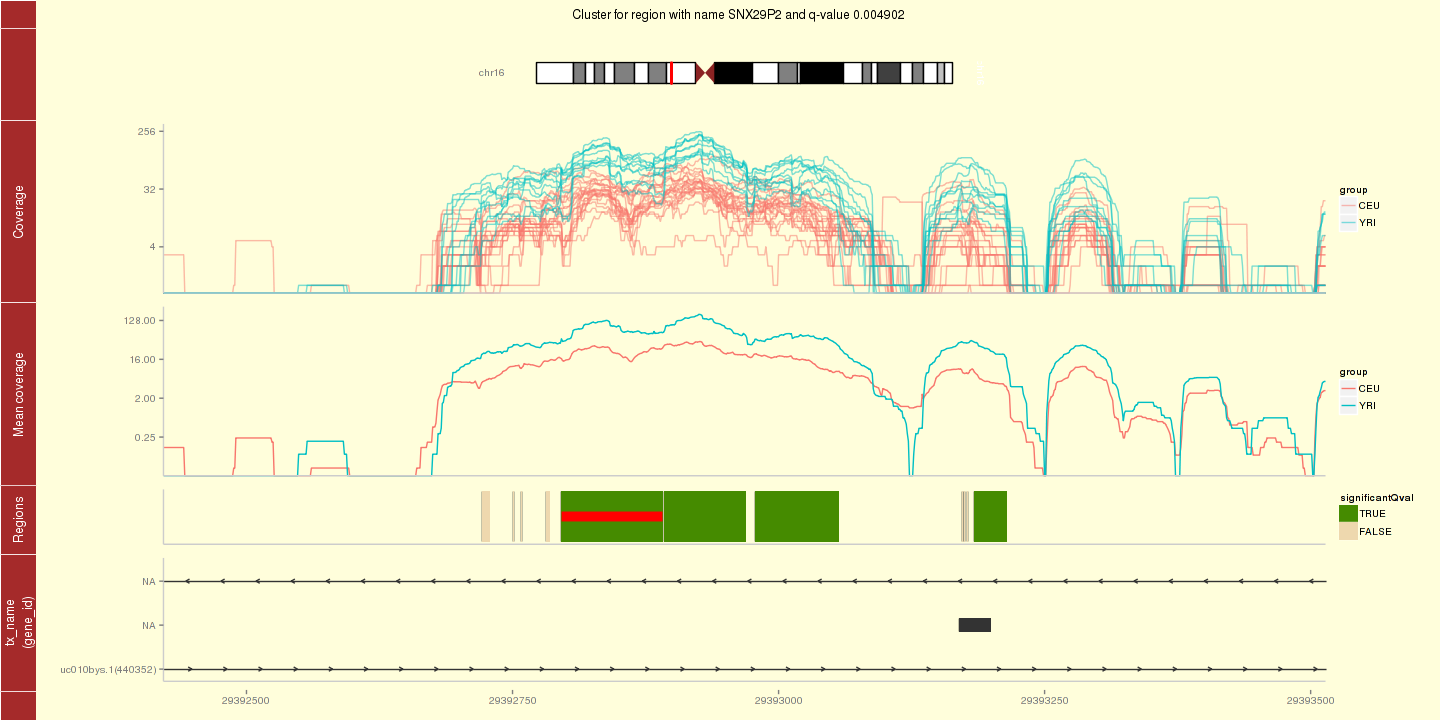 Cluster for region with name SNX29P2 and q-value 0.004902
chr16
Coverage
256
32
4
group
CEU
YRI
Mean coverage
128.00
16.00
2.00
0.25
group
CEU
YRI
Regions
significantQval
TRUE
FALSE
tx_name
(gene_id)
NA
NA
uc010bys.1(440352)
29392500
29392750
29393000
29393250
29393500